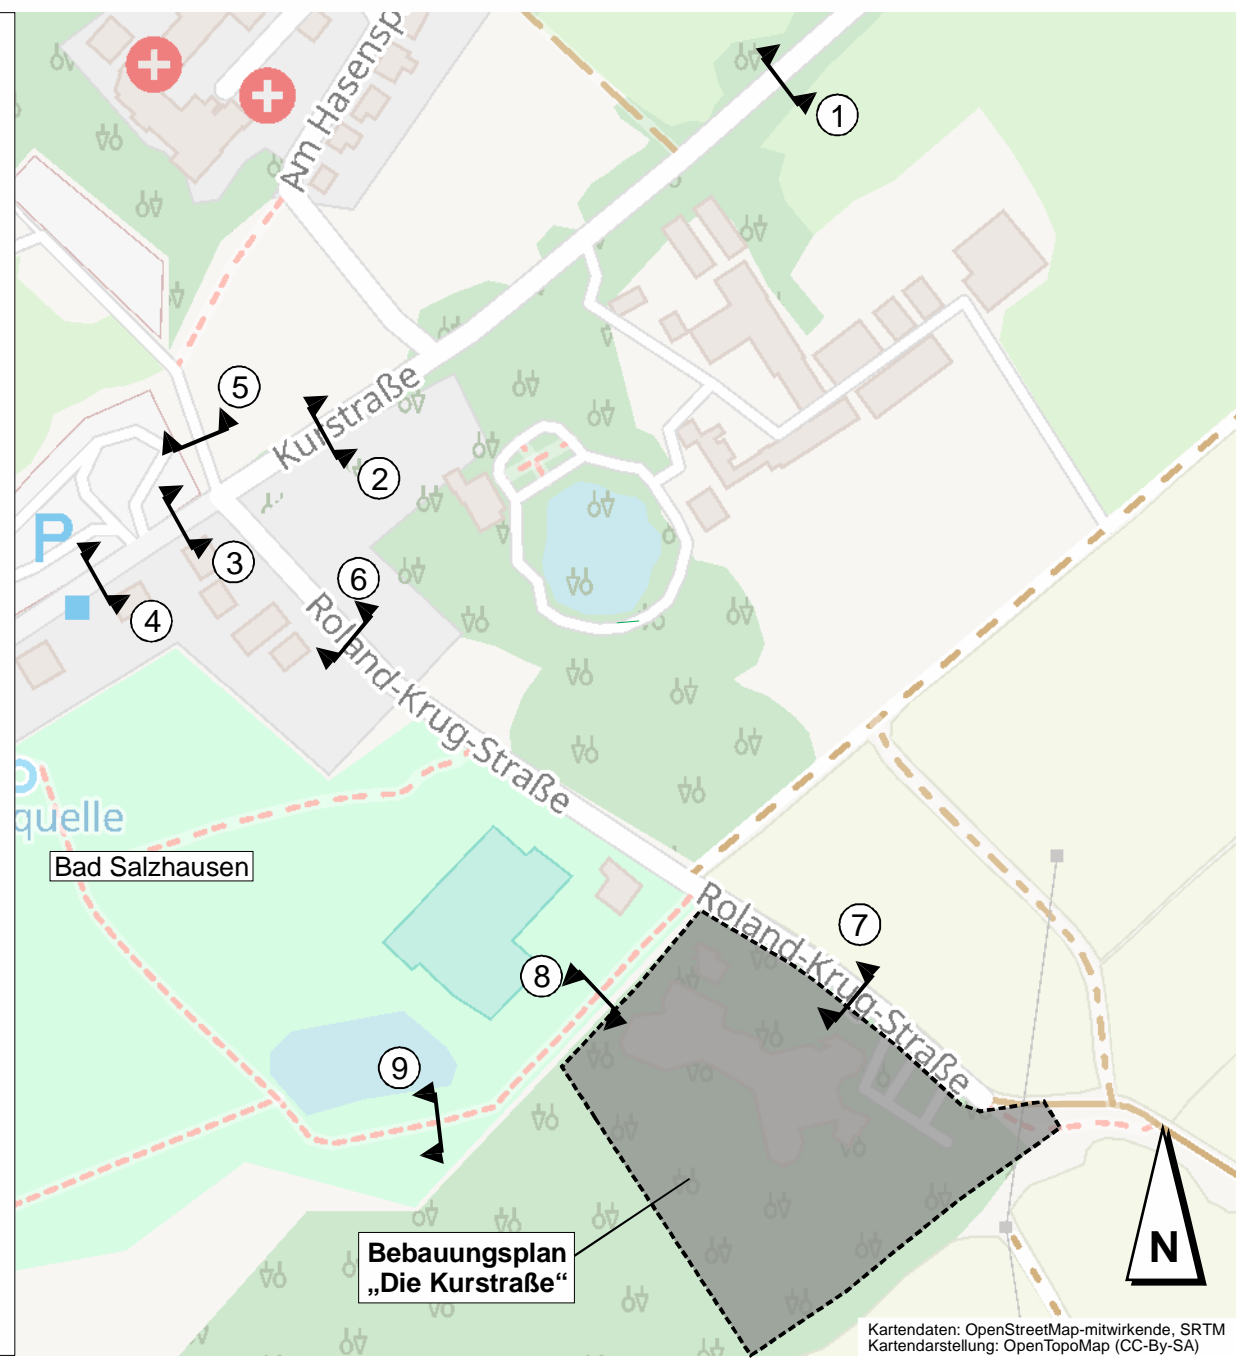 Am Hasensp
1
5
Kurstraße
2
P
3
6
4
Roland-Krug-Straße
quelle
Bad Salzhausen
Roland-Krug-Straße
7
8
9
Bebauungsplan
„Die Kurstraße“
N
Kartendaten: OpenStreetMap-mitwirkende, SRTM
Kartendarstellung: OpenTopoMap (CC-By-SA)